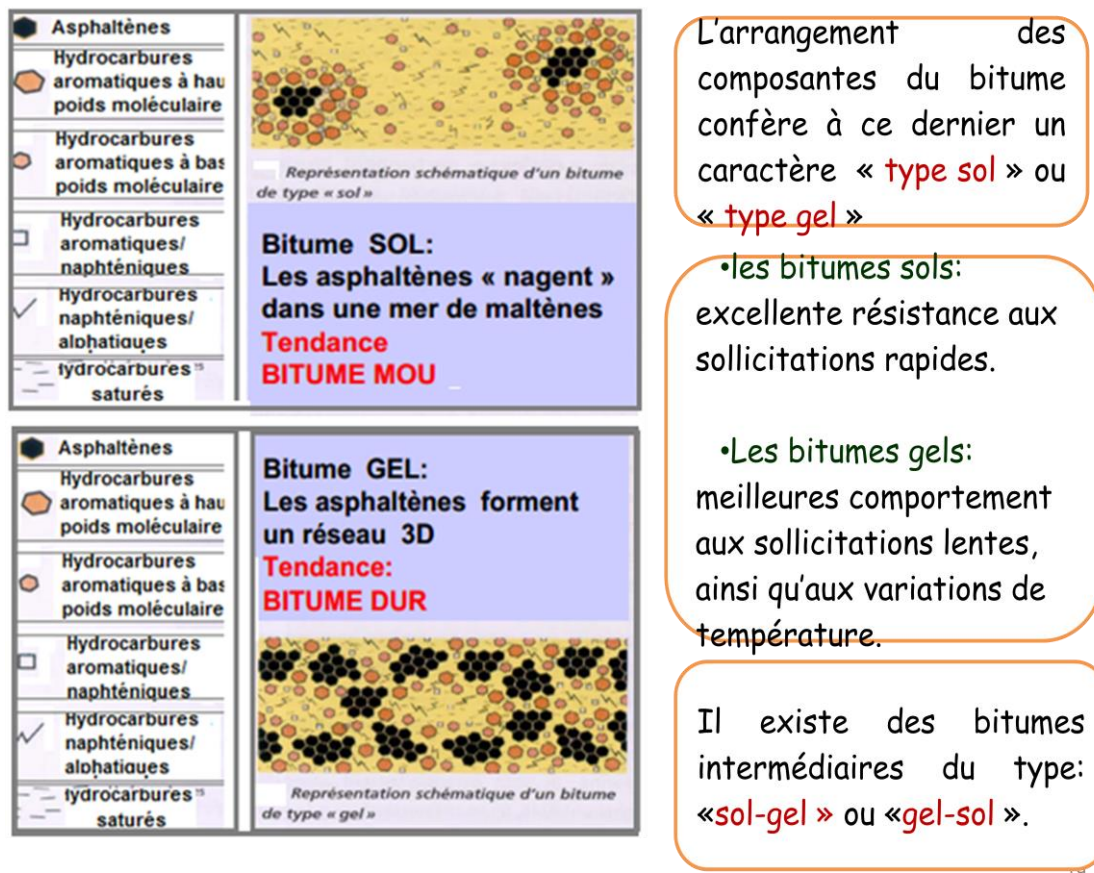 Asphaltènes
Hydrocarbures
aromatiques à hau
poids moléculaire
Hydrocarbures
aromatiques à bas
poids moléculaire
Hydrocarbures
aromatiques/
naphténiques
Hydrocarbures
naphténiques/
alphatiques
lydrocarbures 15
saturés
Représentation schématique d'un bitume
de type « sol »
Bitume SOL:
Les asphaltènes « nagent »
dans une mer de maltènes
Tendance
BITUME MOU
Asphaltènes
Hydrocarbures
aromatiques à hau
poids moléculaire
Hydrocarbures
aromatiques à bas
poids moléculaire
Hydrocarbures
aromatiques/
naphténiques
Hydrocarbures
naphténiques/
alphatiques
lydrocarbures 15
saturés
Bitume GEL:
Les asphaltènes forment
un réseau 3D
Tendance:
BITUME DUR
Représentation schématique d'un bitume
de type « gel »
L'arrangement des
composantes du bitume
confère à ce dernier un
caractère « type sol » ou
« type gel »
•les bitumes sols:
excellente résistance aux
sollicitations rapides.
•Les bitumes gels:
meilleures comportement
aux sollicitations lentes,
ainsi qu'aux variations de
température.
Il existe des bitumes
intermédiaires du type:
«sol-gel » ou «gel-sol ».